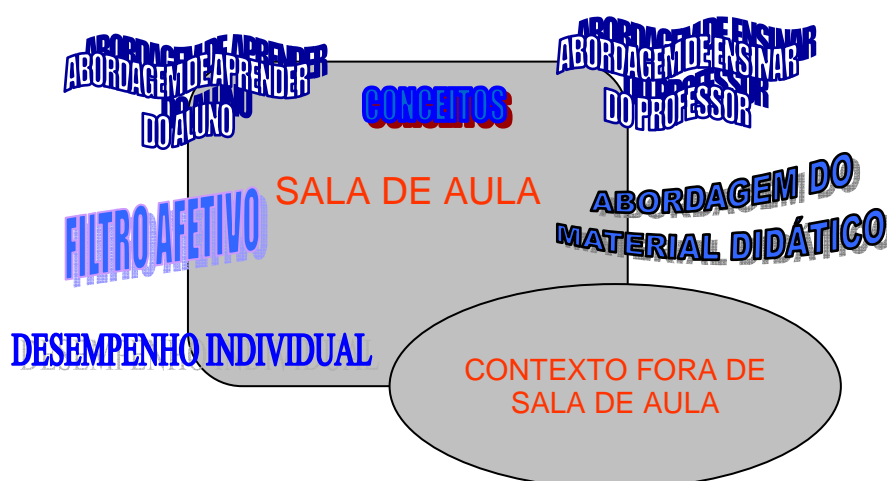 ABORDAGEM DE APRENDER
DO ALUNO
CONCEITOS
ABORDAGEM DE ENSINAR
DO PROFESSOR
SALA DE AULA
FILTRO AFETIVO
ABORDAGEM DO
MATERIAL DIDÁTICO
DESEMPENHO INDIVIDUAL
CONTEXTO FORA DE
SALA DE AULA